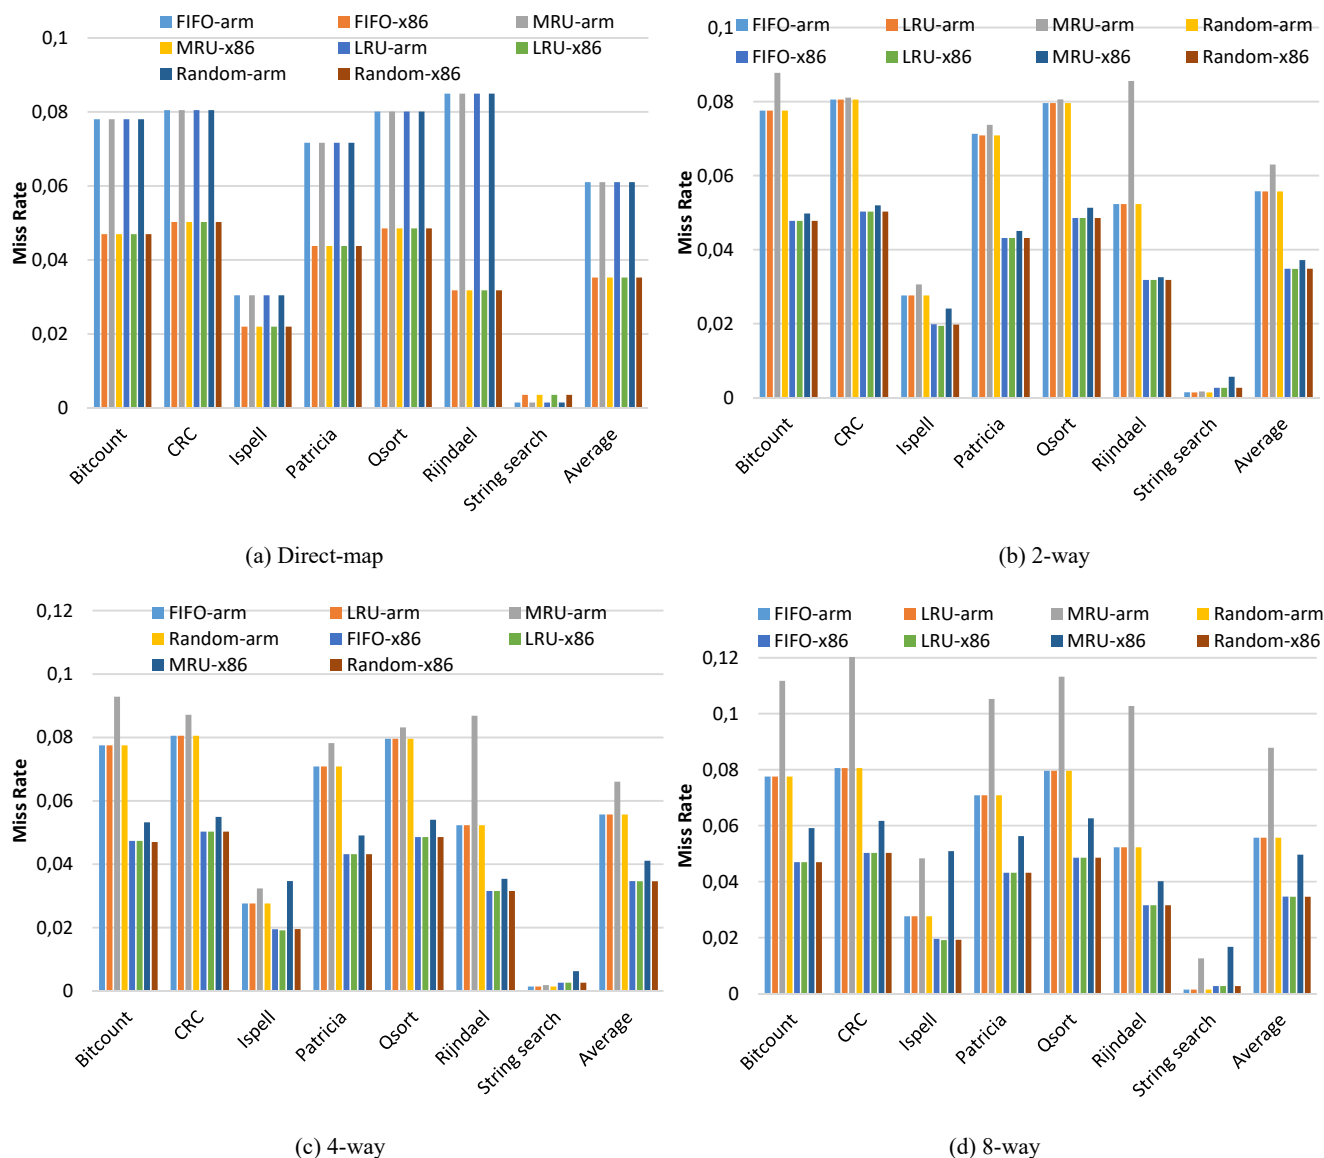 FIFO-arm FIFO-x86 MRU-arm
MRU-x86 LRU-arm LRU-x86
Random-arm Random-x86
0,1
0,08
0,06
0,04
0,02
0
Miss Rate
Bitcount CRC Ispell Patricia Qsort Rijndael String search Average
(a) Direct-map
FIFO-arm LRU-arm MRU-arm Random-arm
FIFO-x86 LRU-x86 MRU-x86 Random-x86
0,1
0,08
0,06
0,04
0,02
0
Miss Rate
Bitcount CRC Ispell Patricia Qsort Rijndael String search Average
(b) 2-way
FIFO-arm LRU-arm MRU-arm
Random-arm FIFO-x86 LRU-x86
MRU-x86 Random-x86
0,12
0,1
0,08
0,06
0,04
0,02
0
Miss Rate
Bitcount CRC Ispell Patricia Qsort Rijndael String search Average
(c) 4-way
FIFO-arm LRU-arm MRU-arm Random-arm
FIFO-x86 LRU-x86 MRU-x86 Random-x86
0,12
0,1
0,08
0,06
0,04
0,02
0
Miss Rate
Bitcount CRC Ispell Patricia Qsort Rijndael String search Average
(d) 8-way